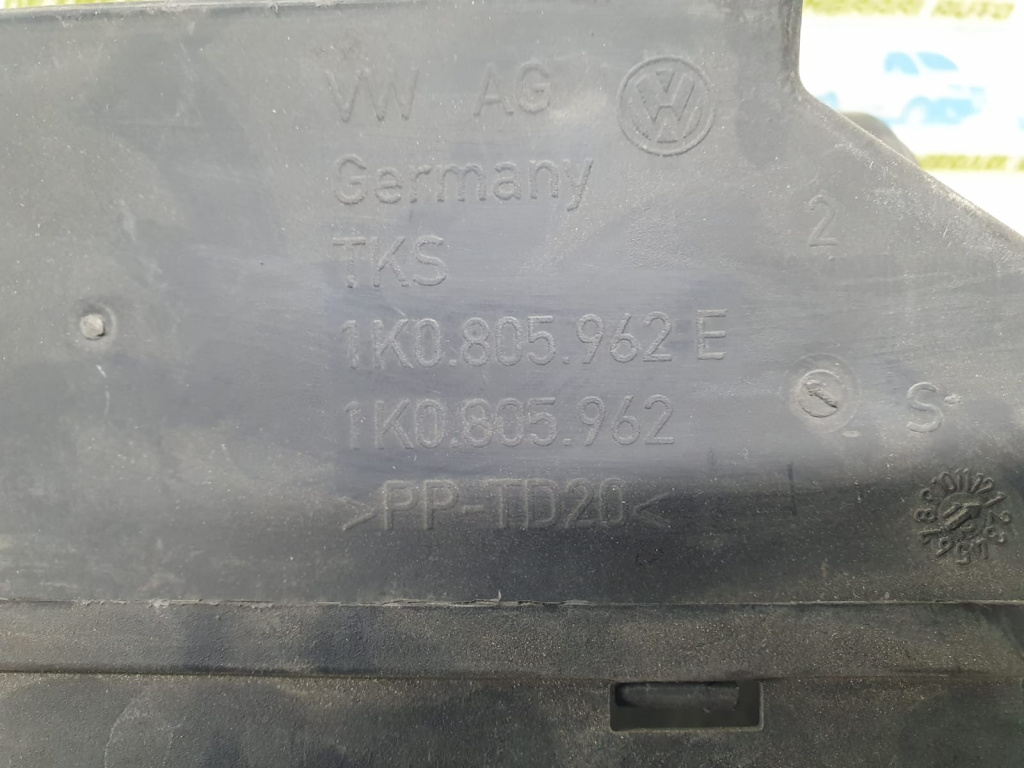 VW AG
Germany
TKS
2
1K0.805.962 E
1K0.805.962
S
>PP-TD20<